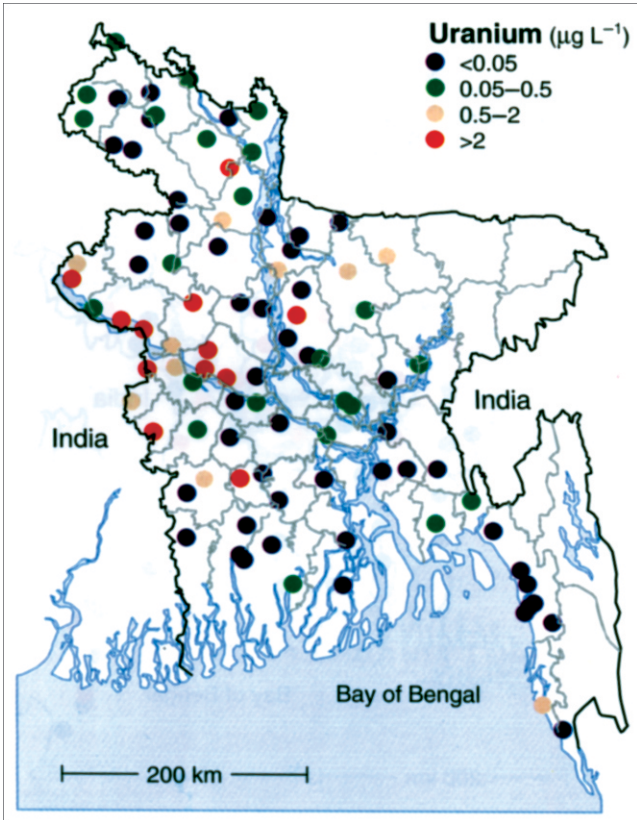 Uranium (µg L⁻¹)
<0.05
0.05–0.5
0.5–2
>2
India
India
Bay of Bengal
200 km